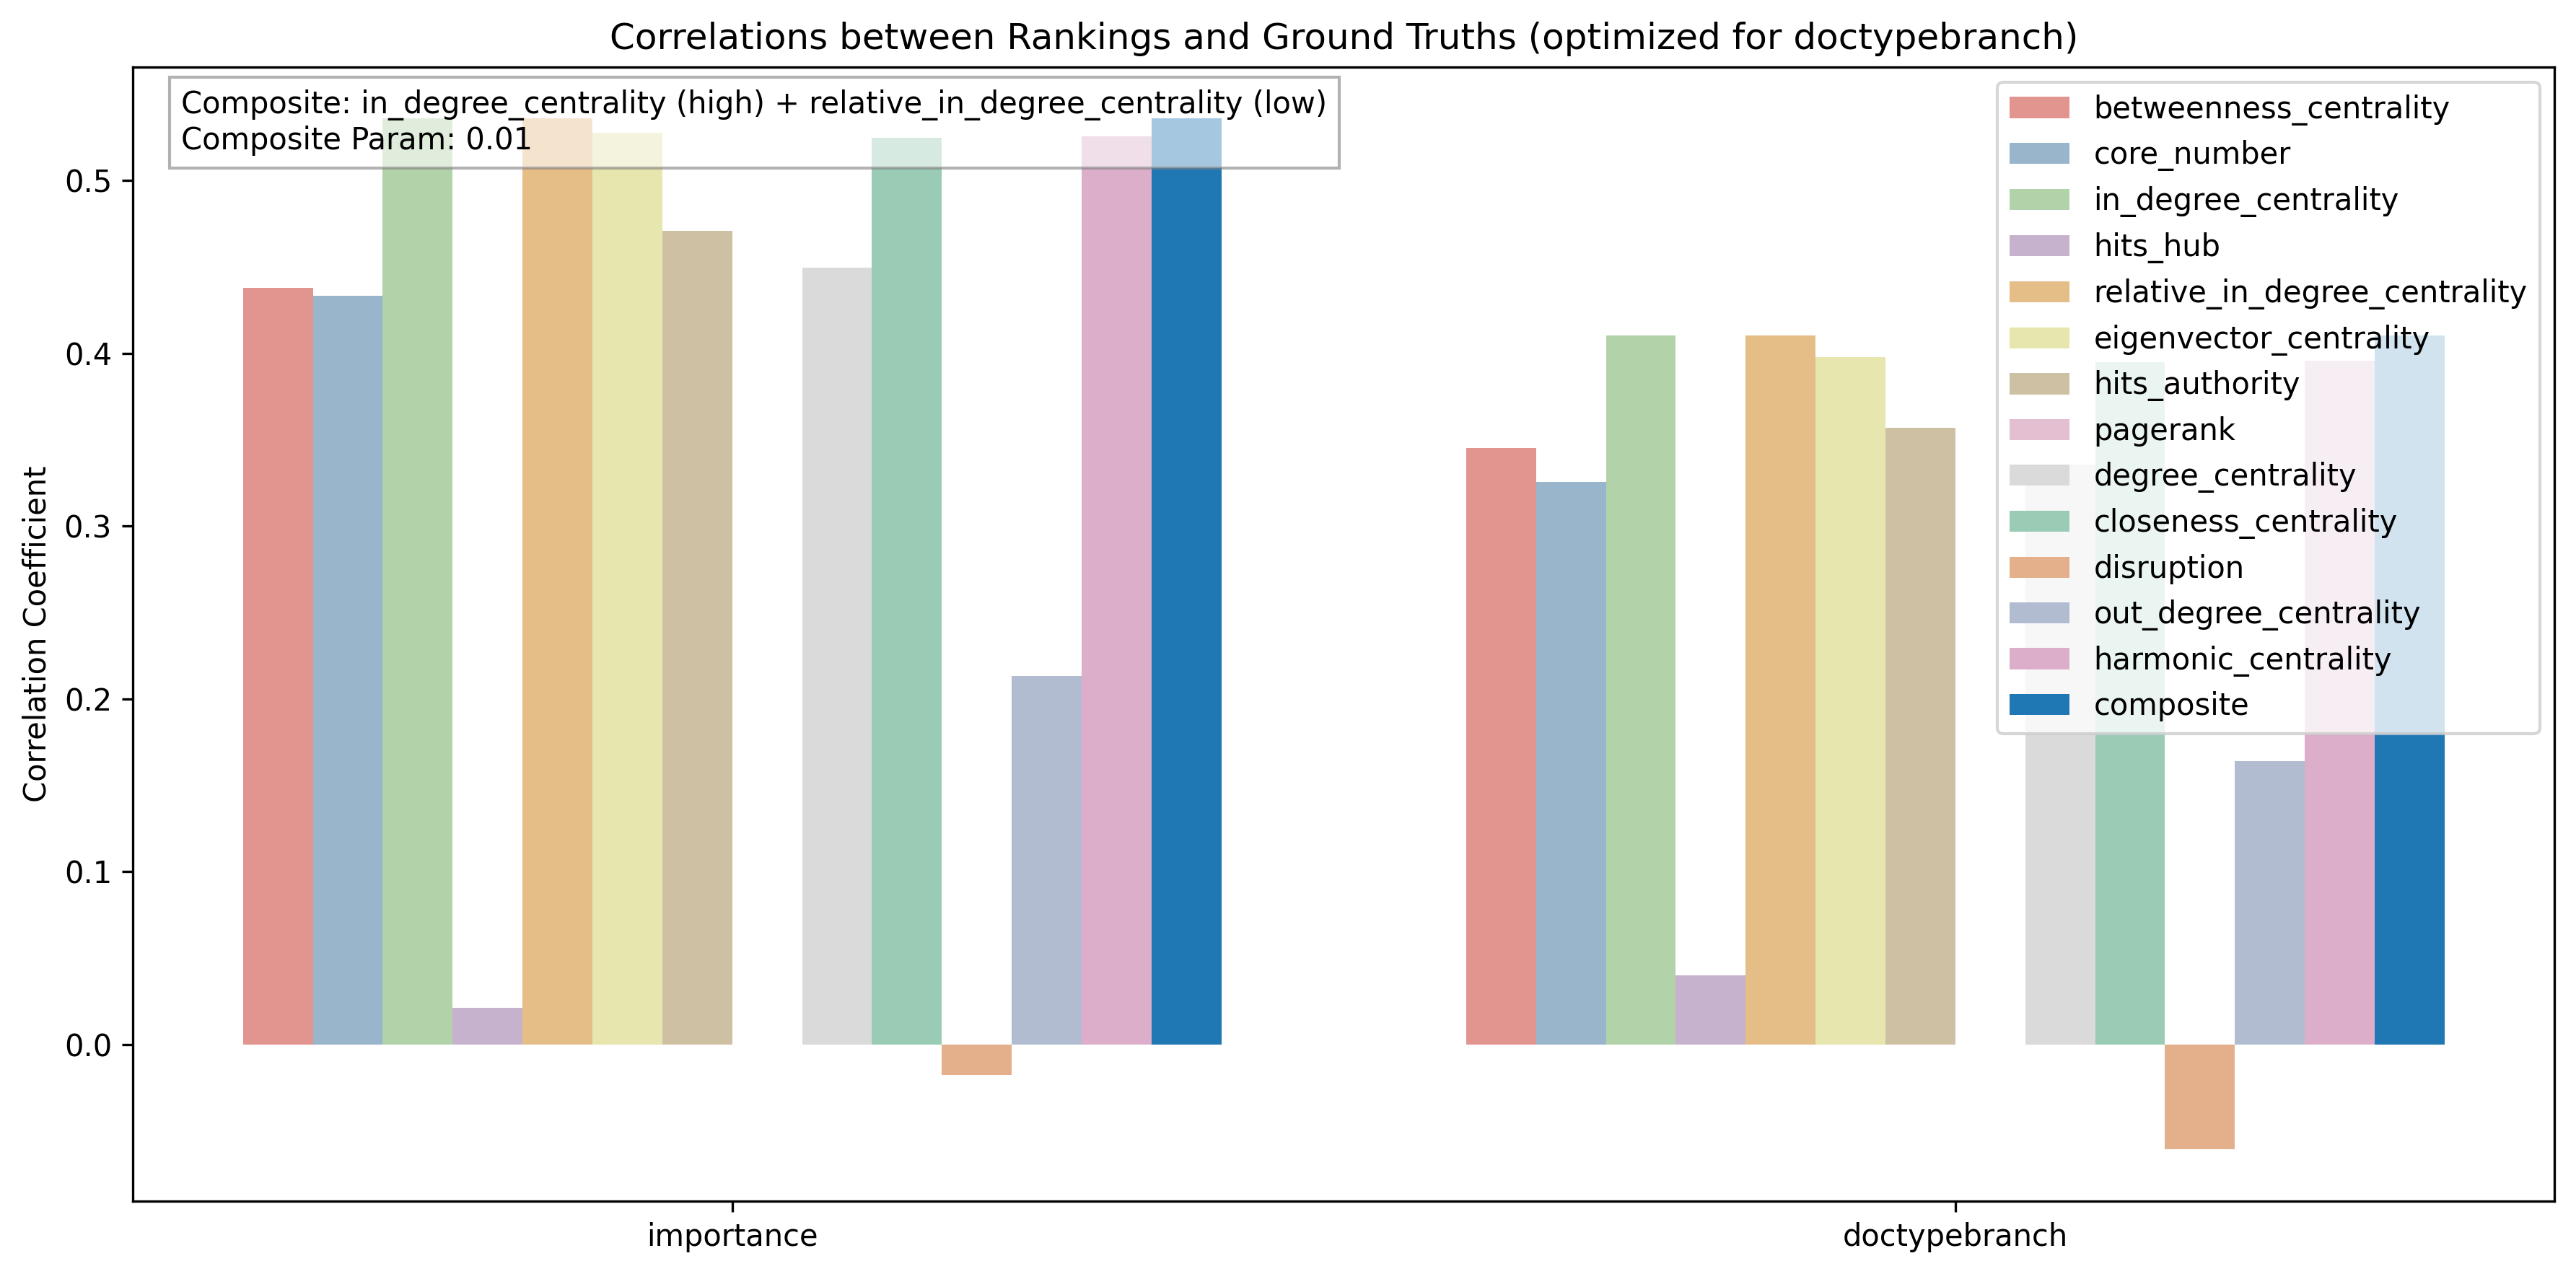 Correlations between Rankings and Ground Truths (optimized for doctypebranch)
Composite: in_degree_centrality (high) + relative_in_degree_centrality (low)
Composite Param: 0.01
betweenness_centrality
core_number
in_degree_centrality
hits_hub
relative_in_degree_centrality
eigenvector_centrality
hits_authority
pagerank
degree_centrality
closeness_centrality
disruption
out_degree_centrality
harmonic_centrality
composite
Correlation Coefficient
0.5
0.4
0.3
0.2
0.1
0.0
importance
doctypebranch